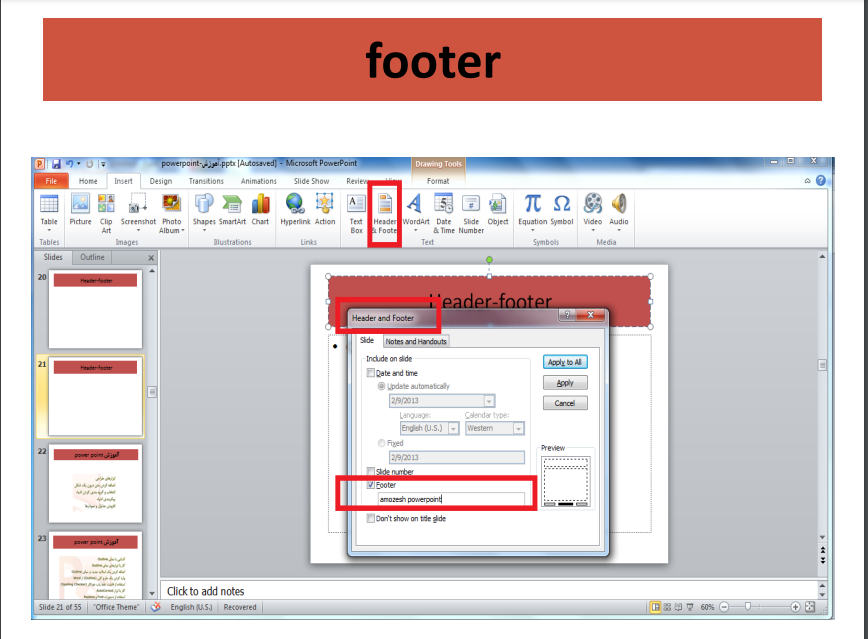 footer
powerpoint-آموزش.pptx [Autosaved] - Microsoft PowerPoint
Drawing Tools
File Home Insert Design Transitions Animations Slide Show Review View Format
Table Picture Clip Art Screenshot Photo Album Shapes SmartArt Chart Hyperlink Action Text Box Header & Footer WordArt Date & Time Slide Number Object Equation Symbol Video Audio
Tables Images Illustrations Links Text Symbols Media
Slides Outline
20
Header-footer
21
Header-footer
22
آموزش power point
23
آموزش power point
Header-footer
Header and Footer
Slide Notes and Handouts
Include on slide
Date and time
Update automatically
2/9/2013
Language: Calendar type:
English (U.S.) Western
Fixed
2/9/2013
Slide number
Footer
amozesh powerpoint
Don't show on title slide
Apply to All
Apply
Cancel
Preview
Click to add notes
Slide 21 of 55 "Office Theme" English (U.S.) Recovered 60%